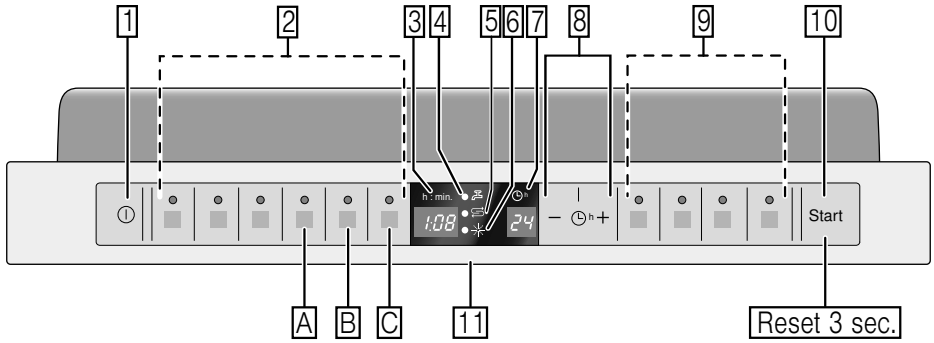 1 2 3 4 5 6 7 8 9 10
h : min. h
1:08 24 − h + Start
A B C 11 Reset 3 sec.